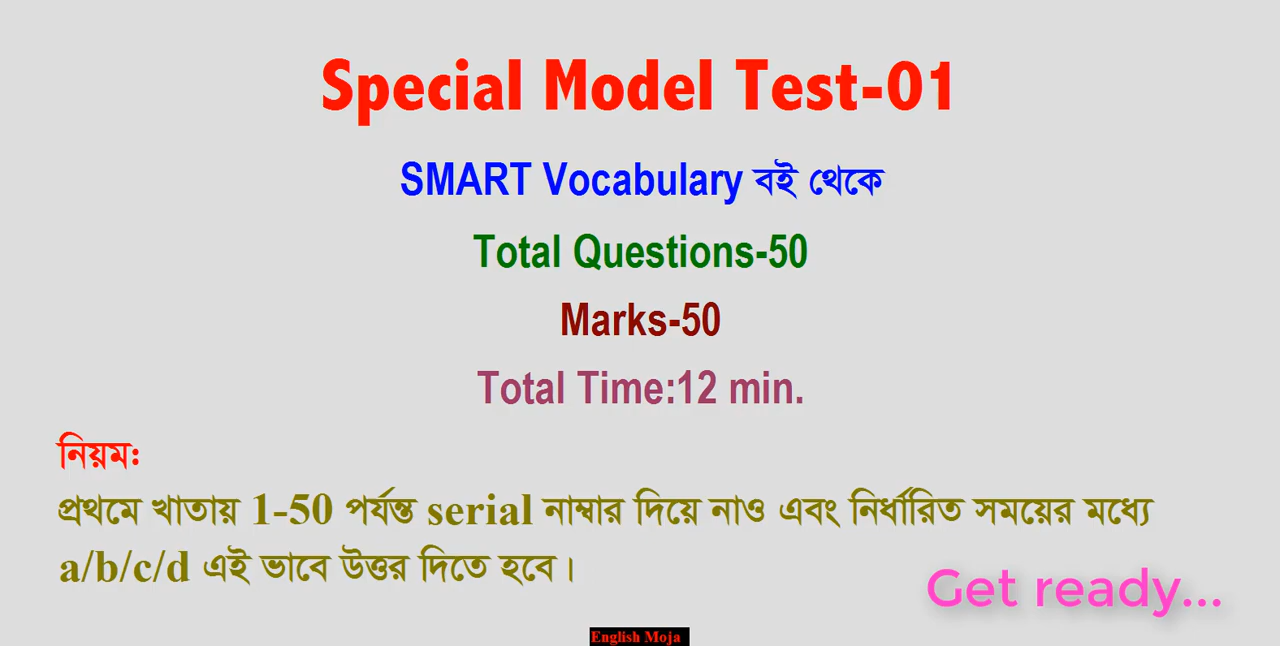 Special Model Test-01
SMART Vocabulary বই থেকে
Total Questions-50
Marks-50
Total Time:12 min.
নিয়ম:
প্রথমে খাতায় 1-50 পর্যন্ত serial নাম্বার দিয়ে নাও এবং নির্ধারিত সময়ের মধ্যে
a/b/c/d এই ভাবে উত্তর দিতে হবে।
Get ready...
English Moja